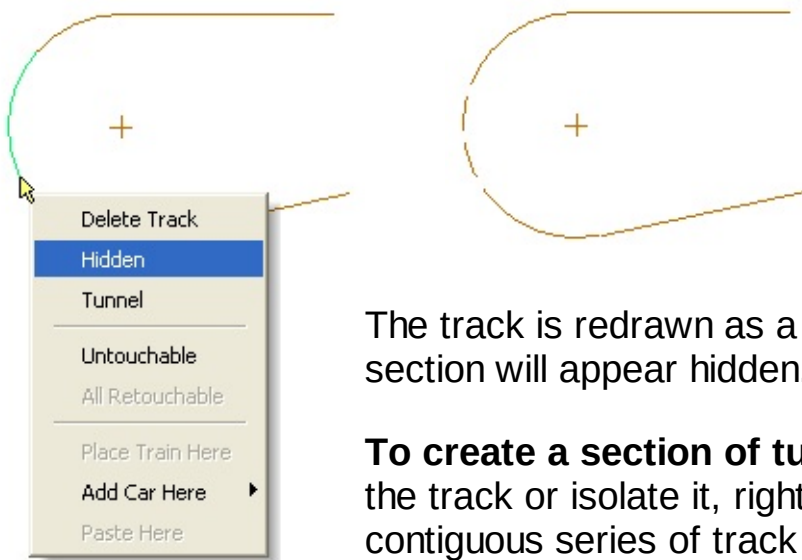 Delete Track
Hidden
Tunnel
Untouchable
All Retouchable
Place Train Here
Add Car Here
Paste Here
The track is redrawn as a
section will appear hidden
To create a section of tu
the track or isolate it, right
contiguous series of track